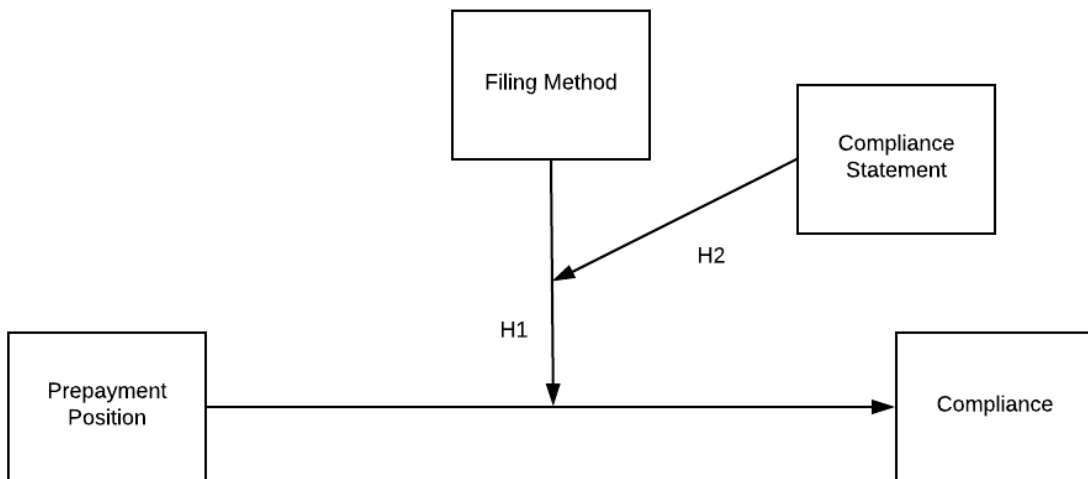 Filing Method
Compliance
Statement
H2
H1
Prepayment
Position
Compliance